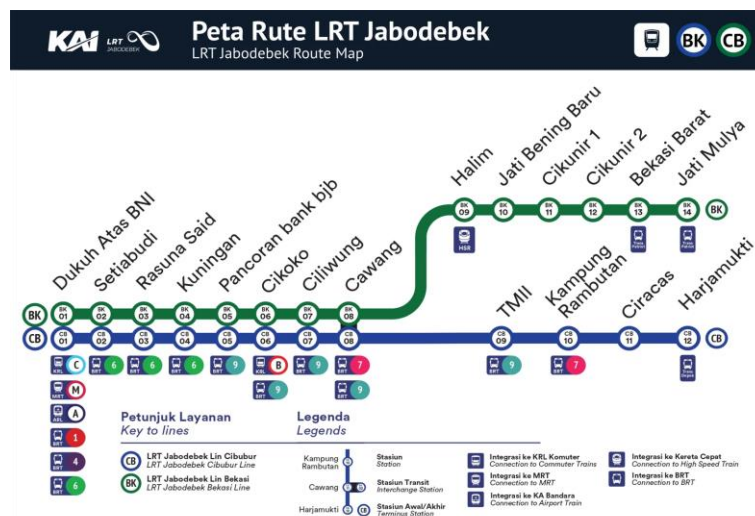 KAI LRT JABODEBEK
Peta Rute LRT Jabodebek
LRT Jabodebek Route Map
BK CB
Dukuh Atas BNI
Setiabudi
Rasuna Said
Kuningan
Pancoran bank bjb
Cikoko
Ciliwung
Cawang
Halim
Jati Bening Baru
Cikunir 1
Cikunir 2
Bekasi Barat
Jati Mulya
BK 09 BK 10 BK 11 BK 12 BK 13 BK 14 BK
HSR
BK BK 01 BK 02 BK 03 BK 04 BK 05 BK 06 BK 07 BK 08
TMII
Kampung Rambutan
Ciracas
Harjamukti
CB CB 01 CB 02 CB 03 CB 04 CB 05 CB 06 CB 07 CB 08 CB 09 CB 10 CB 11 CB 12 CB
KRL C BRT 6 BRT 6 BRT 6 BRT 9 KRL B BRT 9 BRT 7 BRT 9 BRT 7
MRT M BRT 9 BRT 9
ARL A
BRT 1
BRT 4
BRT 6
Petunjuk Layanan
Key to lines
CB LRT Jabodebek Lin Cibubur
LRT Jabodebek Cibubur Line
BK LRT Jabodebek Lin Bekasi
LRT Jabodebek Bekasi Line
Legenda
Legends
Kampung Rambutan
Stasiun
Station
Cawang
Stasiun Transit
Interchange Station
Harjamukti
CB
Stasiun Awal/Akhir
Terminus Station
Integrasi ke KRL Komuter
Connection to Commuter Trains
Integrasi ke MRT
Connection to MRT
Integrasi ke KA Bandara
Connection to Airport Train
Integrasi ke Kereta Cepat
Connection to High Speed Train
Integrasi ke BRT
Connection to BRT